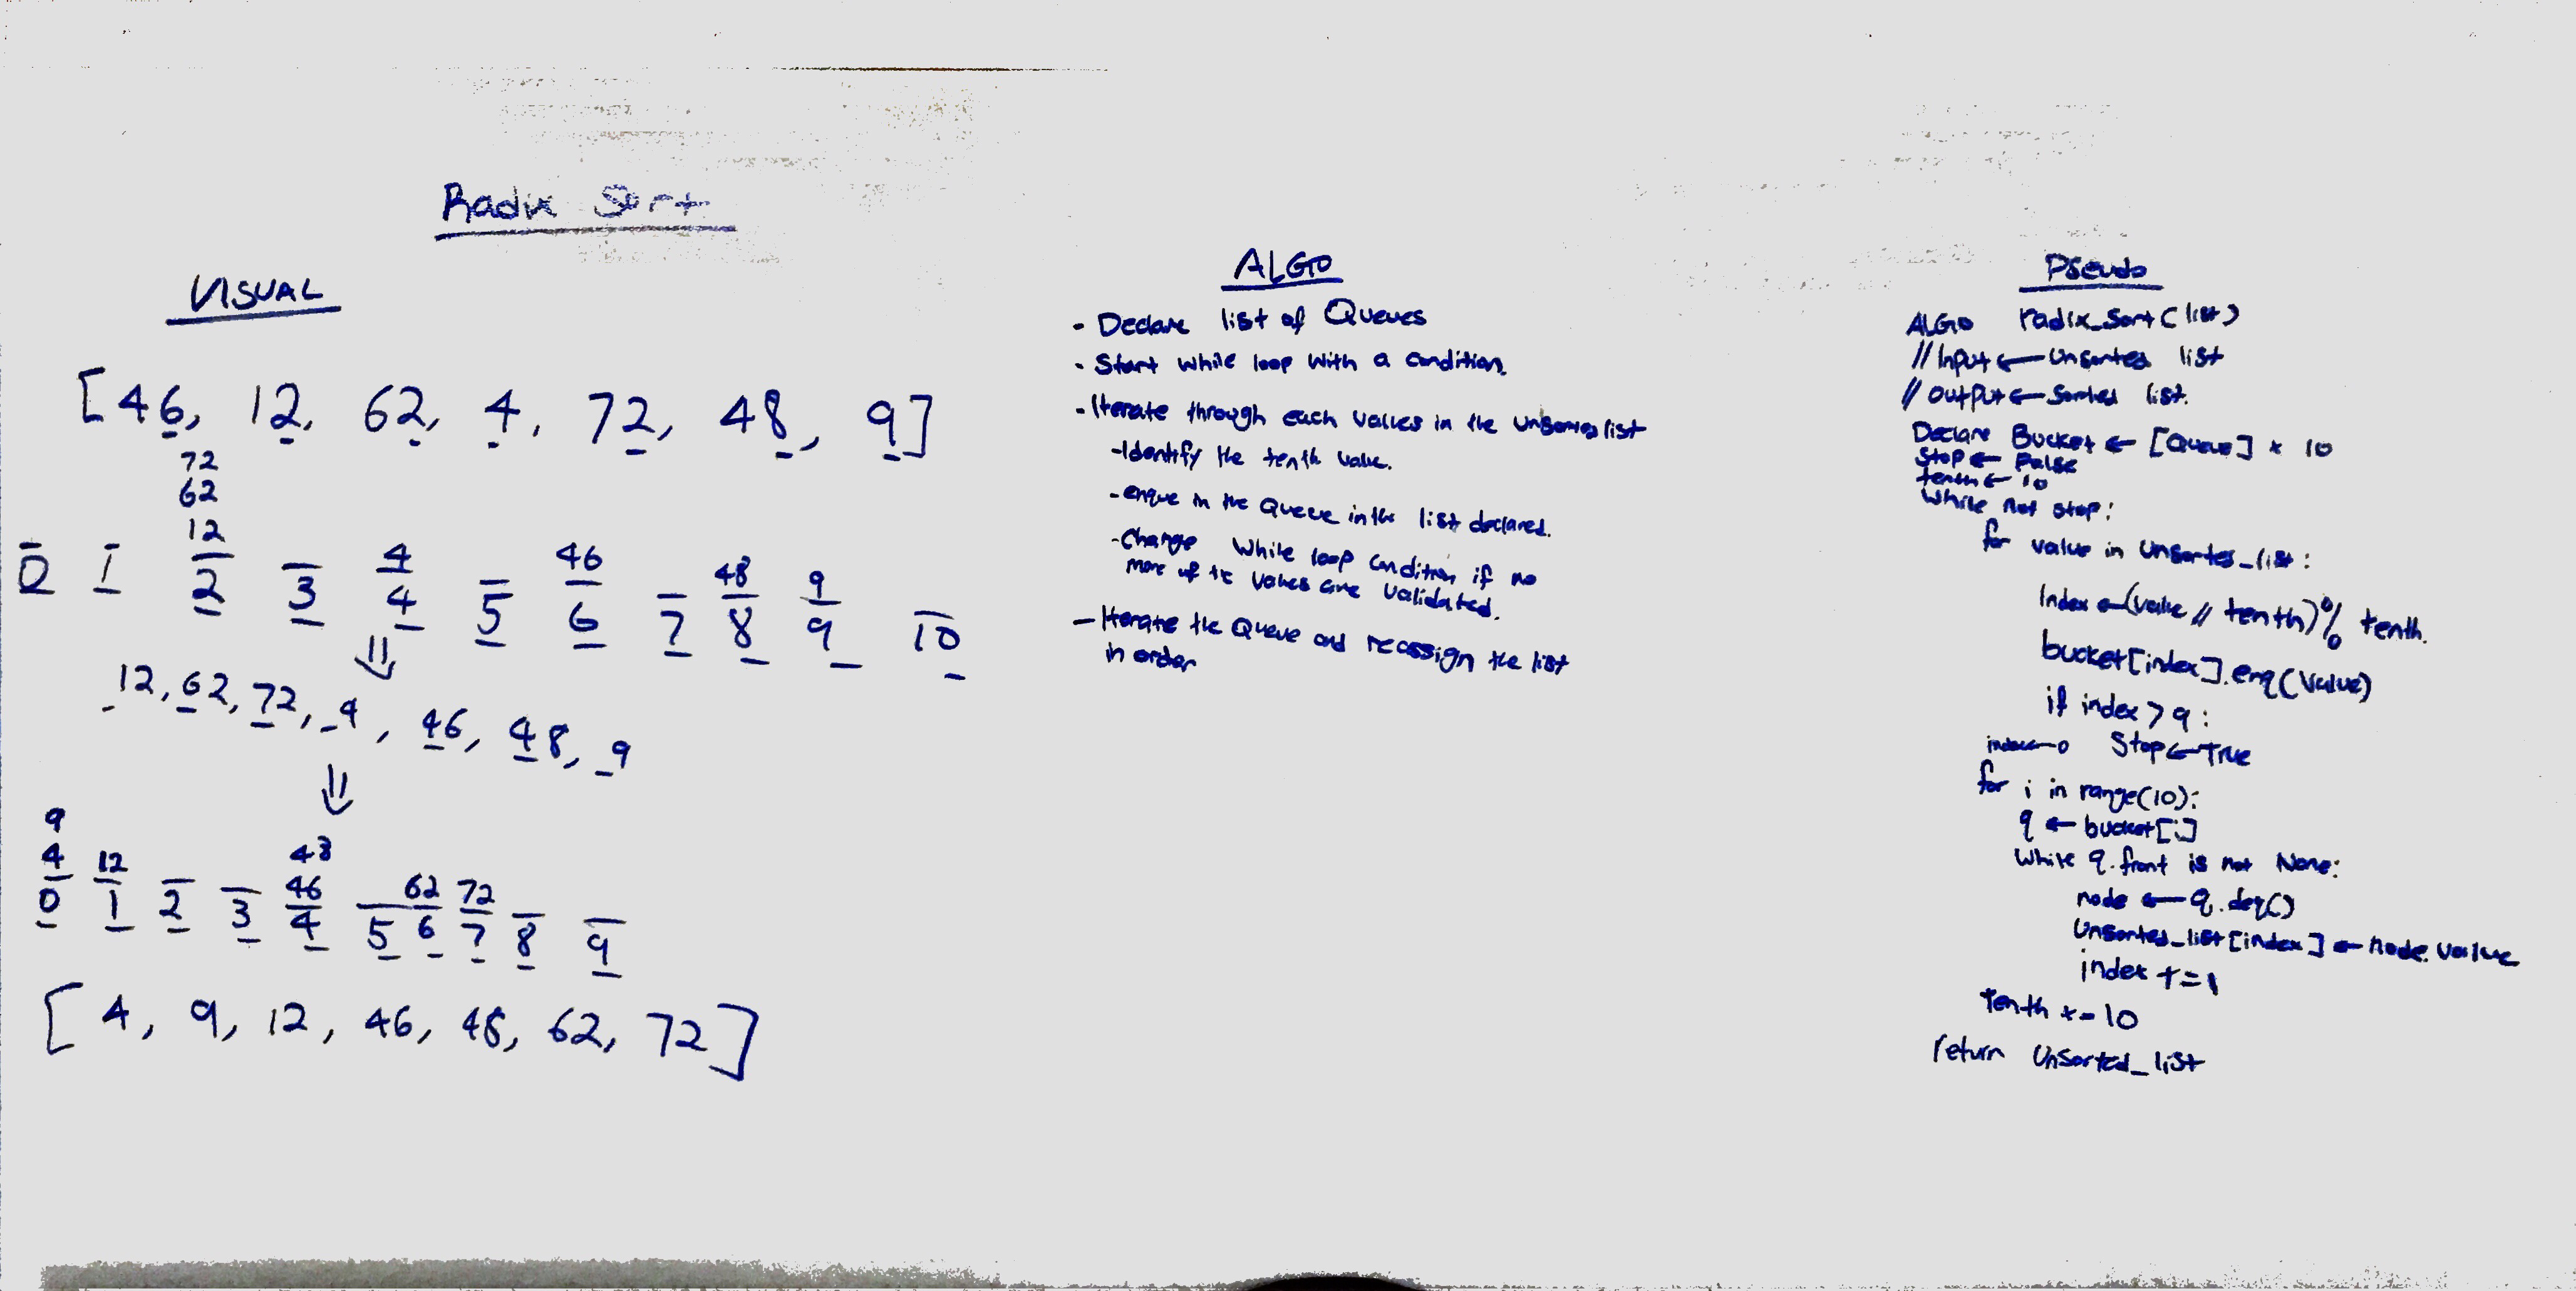 Radix Sort
VISUAL
[46, 12, 62, 4, 72, 48, 9]
72
62
12 4 46 48 9
0 1 2 3 4 5 6 7 8 9 10
⇓
12, 62, 72, 4, 46, 48, 9
⇓
9 48
4 12 46 62 72
0 1 2 3 4 5 6 7 8 9
[4, 9, 12, 46, 48, 62, 72]
ALGO
- Declare list of Queues
- Start while loop with a condition.
- Iterate through each values in the unsorted list
- Identify the tenth value.
- enque in the Queue in the list declared.
- Change while loop condition if no
more of the values are validated.
- Iterate the Queue and reassign the list
in order
Pseudo
ALGO radix_sort(list)
// Input ← unsorted list
// output ← sorted list.
Declare Bucket ← [Queue] * 10
Stop ← False
tenth ← 10
while not stop:
for value in unsorted_list:
Index ← (value // tenth) % tenth.
bucket[index].enq(value)
if index > 9:
index ← 0 Stop ← True
for i in range(10):
q ← bucket[i]
while q.front is not None:
node ← q.deq()
Unsorted_list[index] ← node.value
index += 1
tenth *= 10
return Unsorted_list